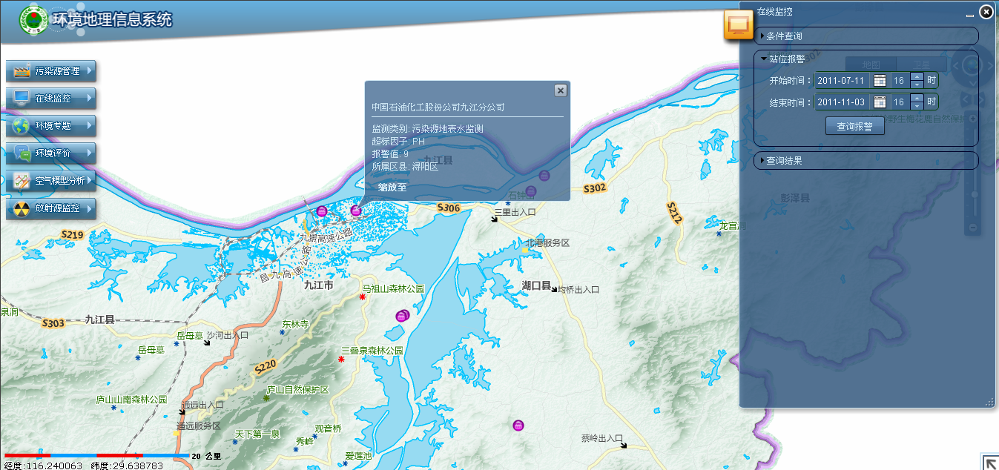 环境地理信息系统
污染源管理
在线监控
环境专题
环境评价
空气模型分析
放射源监控
在线监控
条件查询
站位报警
地图 卫星
开始时间： 2011-07-11 16 时
结束时间： 2011-11-03 16 时
野生梅花鹿自然保护
查询报警
查询结果
中国石油化工股份公司九江分公司
监测类别: 污染源地表水监测
超标因子: PH
报警值: 9
所属区县: 浔阳区
缩放至
九江县
石钟山
S302
S306
三里出入口
S212
彭泽县
龙宫洞
S219
九景高速公路
北港服务区
昌九高速公路
九江市
马祖山森林公园
湖口县
均桥出入口
泉洞
S303
九江县
东林寺
岳母墓
沙河出入口
岳母墓
三叠泉森林公园
S220
庐山自然保护区
庐山山南森林公园
通远出入口
通远服务区
天下第一泉
观音桥
秀峰
蔡岭出入口
爱莲池
20 公里
经度:116.240063 纬度:29.638783